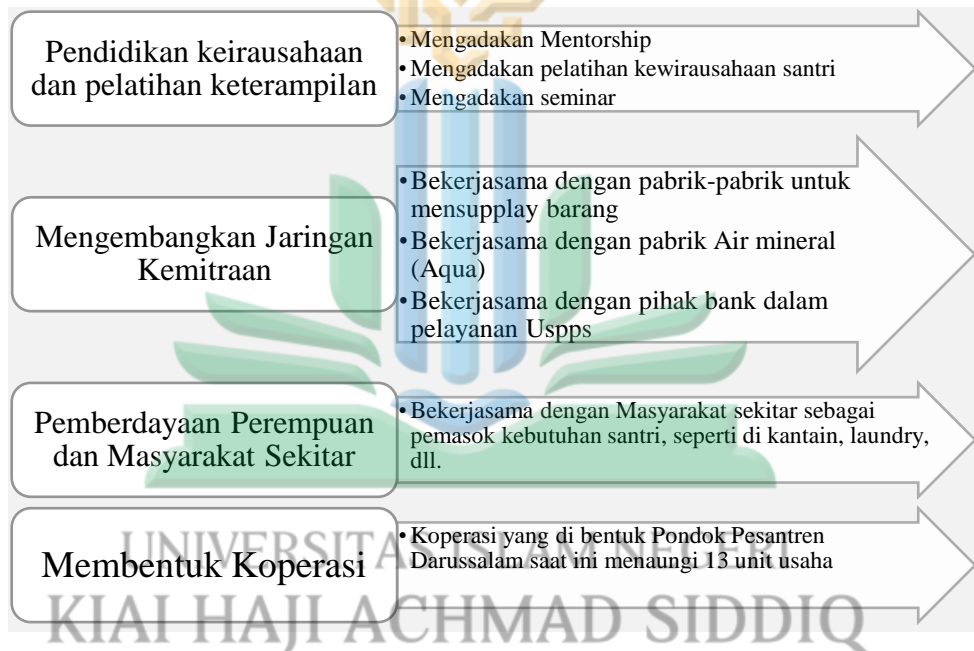 Pendidikan keirausahaan
dan pelatihan keterampilan
•Mengadakan Mentorship
•Mengadakan pelatihan kewirausahaan santri
•Mengadakan seminar
Mengembangkan Jaringan
Kemitraan
•Bekerjasama dengan pabrik-pabrik untuk
mensupplay barang
•Bekerjasama dengan pabrik Air mineral
(Aqua)
•Bekerjasama dengan pihak bank dalam
pelayanan Uspps
Pemberdayaan Perempuan
dan Masyarakat Sekitar
•Bekerjasama dengan Masyarakat sekitar sebagai
pemasok kebutuhan santri, seperti di kantain, laundry,
dll.
Membentuk Koperasi
•Koperasi yang di bentuk Pondok Pesantren
Darussalam saat ini menaungi 13 unit usaha
UNIVERSITAS ISLAM NEGERI
KIAI HAJI ACHMAD SIDDIQ